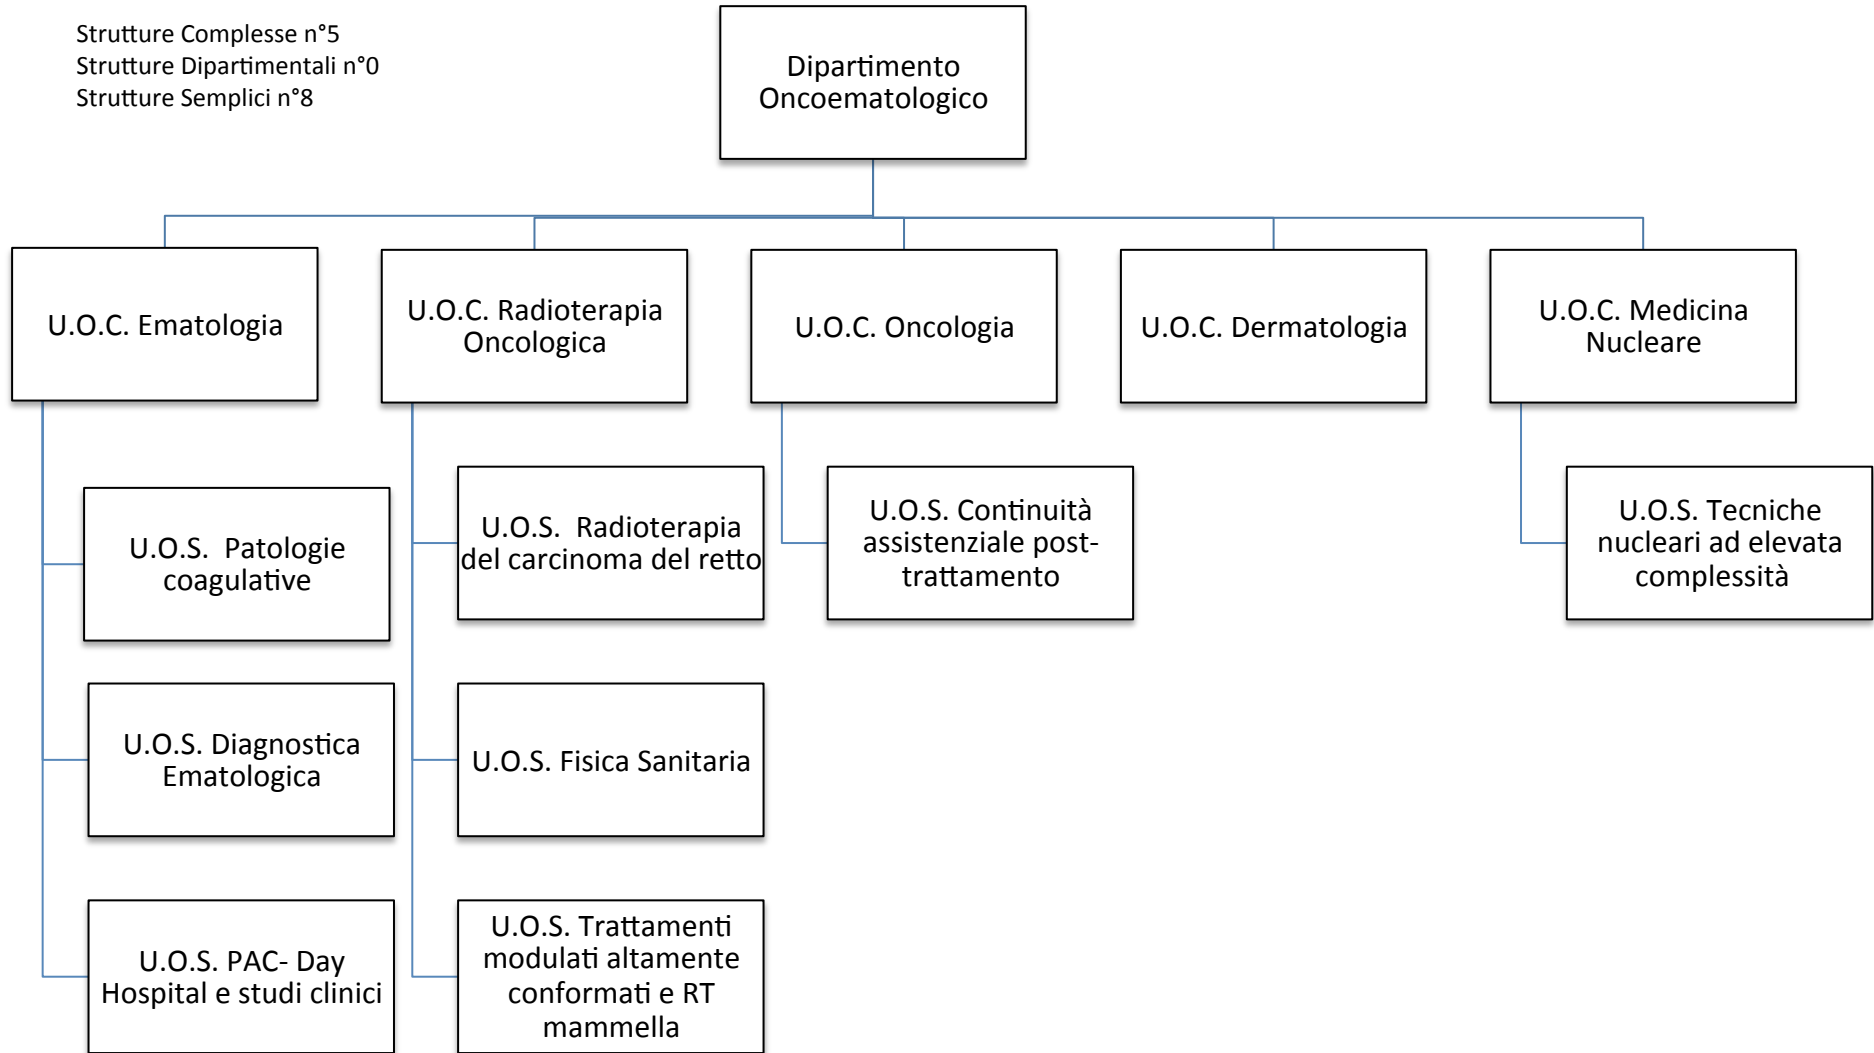 Strutture Complesse n°5
Strutture Dipartimentali n°0
Strutture Semplici n°8
Dipartimento
Oncoematologico
U.O.C. Ematologia
U.O.C. Radioterapia
Oncologica
U.O.C. Oncologia
U.O.C. Dermatologia
U.O.C. Medicina
Nucleare
U.O.S.  Patologie
coagulative
U.O.S. Diagnostica
Ematologica
U.O.S. PAC- Day
Hospital e studi clinici
U.O.S.  Radioterapia
del carcinoma del retto
U.O.S. Fisica Sanitaria
U.O.S. Trattamenti
modulati altamente
conformati e RT
mammella
U.O.S. Continuità
assistenziale post-
trattamento
U.O.S. Tecniche
nucleari ad elevata
complessità